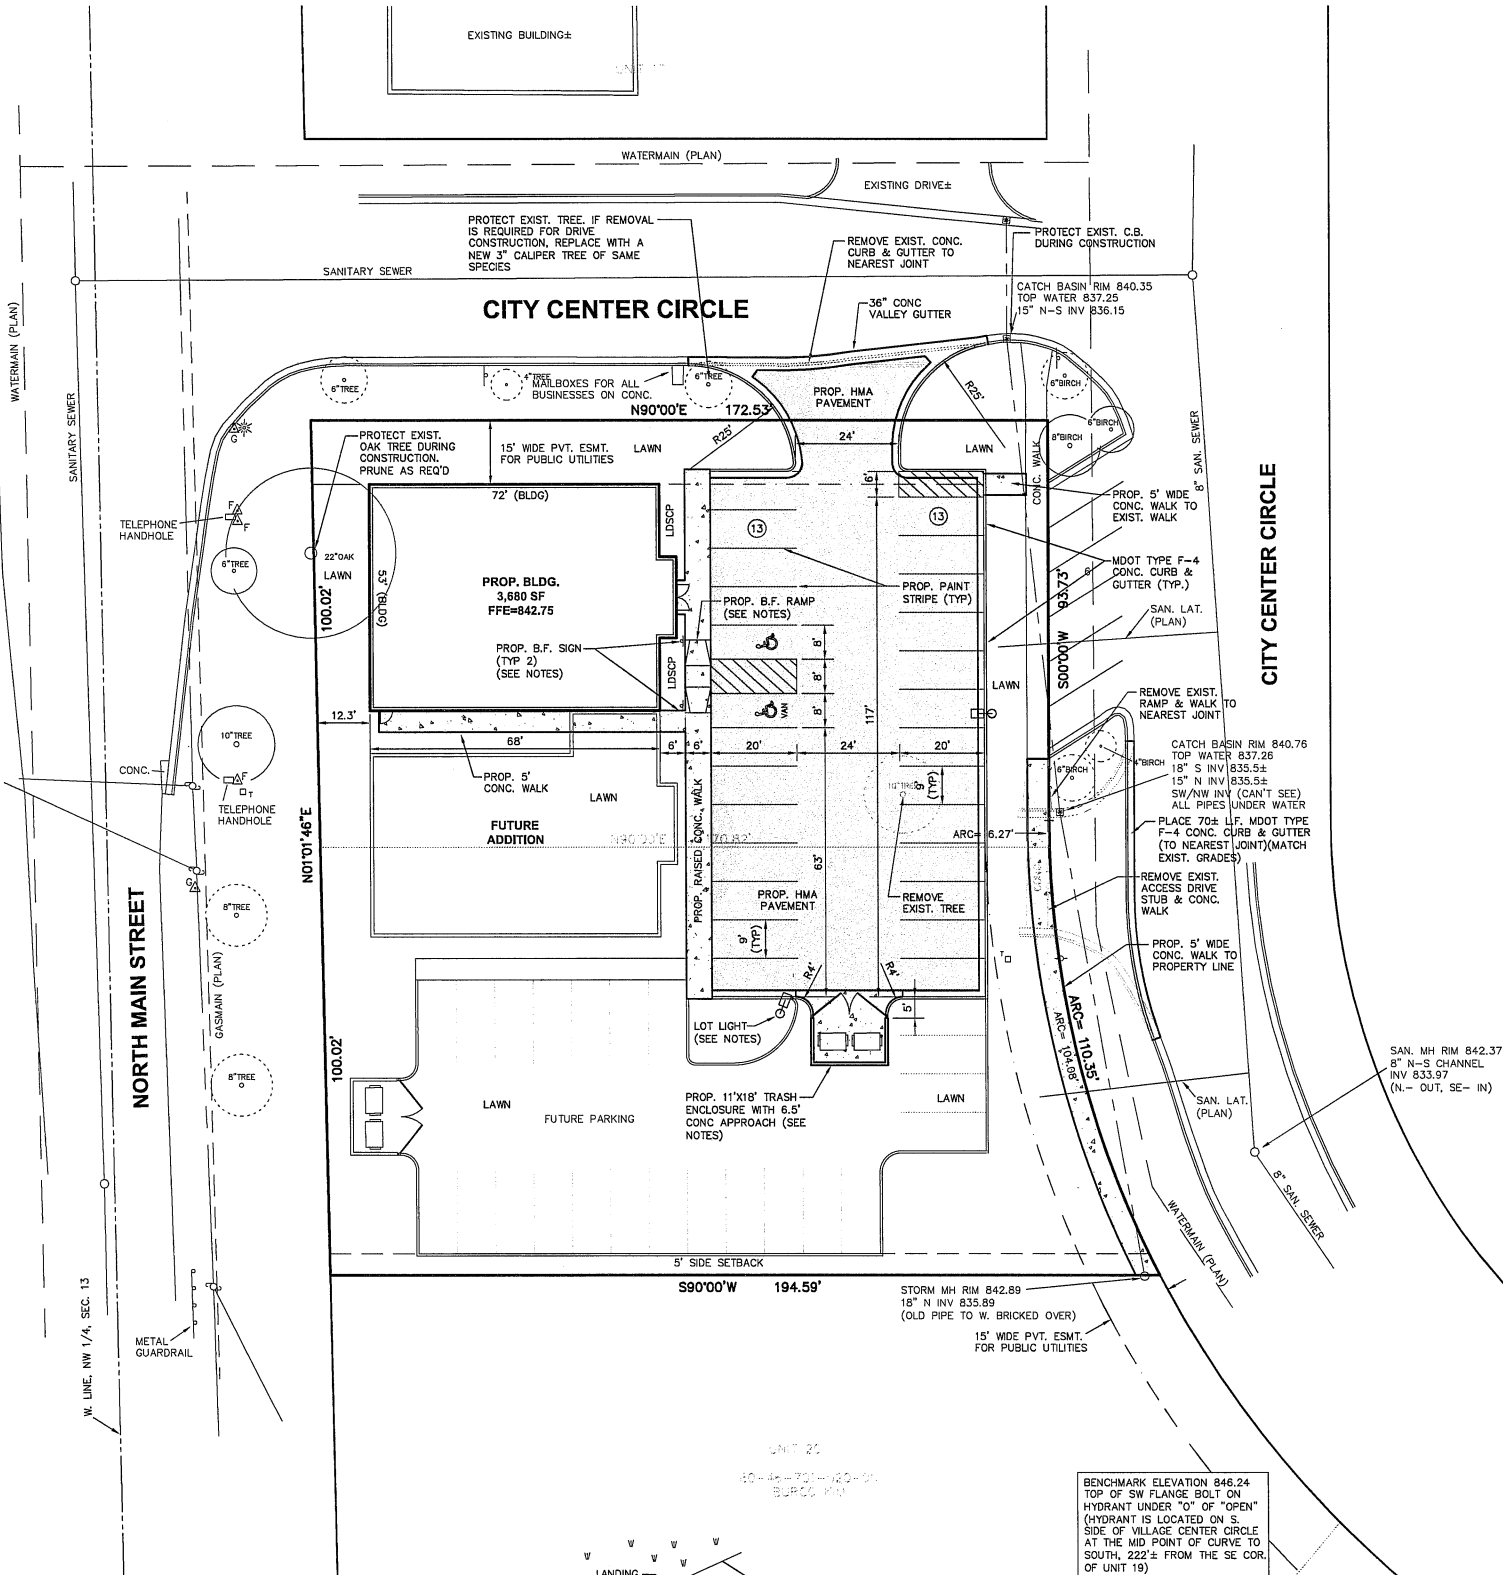 EXISTING BUILDING±
WATERMAIN (PLAN)
EXISTING DRIVE±
PROTECT EXIST. TREE. IF REMOVAL
IS REQUIRED FOR DRIVE
CONSTRUCTION, REPLACE WITH A
NEW 3" CALIPER TREE OF SAME
SPECIES
REMOVE EXIST. CONC.
CURB & GUTTER TO
NEAREST JOINT
PROTECT EXIST. C.B.
DURING CONSTRUCTION
SANITARY SEWER
CITY CENTER CIRCLE
36" CONC
VALLEY GUTTER
CATCH BASIN RIM 840.35
TOP WATER 837.25
15" N-S INV 836.15
WATERMAIN (PLAN)
SANITARY SEWER
6"TREE
4"TREE
MAILBOXES FOR ALL
BUSINESSES ON CONC.
6"TREE
PROP. HMA
PAVEMENT
R25'
6"BIRCH
6"BIRCH
8"BIRCH
N90°00'E 172.53'
R25'
24'
G
PROTECT EXIST.
OAK TREE DURING
CONSTRUCTION.
PRUNE AS REQ'D
15' WIDE PVT. ESMT.
FOR PUBLIC UTILITIES
LAWN
LAWN
CONC. WALK
8" SAN. SEWER
CITY CENTER CIRCLE
72' (BLDG)
LDSCP
6'
13
13
PROP. 5' WIDE
CONC. WALK TO
EXIST. WALK
TELEPHONE
HANDHOLE
F
F
6"TREE
22"OAK
LAWN
100.02'
53' (BLDG)
PROP. BLDG.
3,680 SF
FFE=842.75
MDOT TYPE F-4
CONC. CURB &
GUTTER (TYP.)
PROP. PAINT
STRIPE (TYP)
PROP. B.F. RAMP
(SEE NOTES)
S00°00'W 93.73'
SAN. LAT.
(PLAN)
PROP. B.F. SIGN
(TYP 2)
(SEE NOTES)
LDSCP
8'
8'
8'
VAN
LAWN
117'
REMOVE EXIST.
RAMP & WALK TO
NEAREST JOINT
12.3'
68'
6'
6'
20'
24'
20'
10"TREE
CONC.
F
T
TELEPHONE
HANDHOLE
PROP. 5'
CONC. WALK
LAWN
6"BIRCH
4"BIRCH
CATCH BASIN RIM 840.76
TOP WATER 837.26
18" S INV 835.5±
15" N INV 835.5±
SW/NW INV (CAN'T SEE)
ALL PIPES UNDER WATER
9'
(TYP)
FUTURE
ADDITION
N90°00'E 170.82'
ARC= 6.27'
PLACE 70± L.F. MDOT TYPE
F-4 CONC. CURB & GUTTER
(TO NEAREST JOINT)(MATCH
EXIST. GRADES)
N01°01'46"E
PROP. RAISED CONC. WALK
63'
REMOVE EXIST.
ACCESS DRIVE
STUB & CONC.
WALK
G
8"TREE
PROP. HMA
PAVEMENT
REMOVE
EXIST. TREE
9'
(TYP)
NORTH MAIN STREET
GASMAIN (PLAN)
PROP. 5' WIDE
CONC. WALK TO
PROPERTY LINE
T
R4'
R4'
5'
ARC= 110.35'
ARC= 104.08'
LOT LIGHT
(SEE NOTES)
8"TREE
100.02'
SAN. MH RIM 842.37
8" N-S CHANNEL
INV 833.97
(N.- OUT, SE- IN)
LAWN
FUTURE PARKING
PROP. 11'X18' TRASH
ENCLOSURE WITH 6.5'
CONC APPROACH (SEE
NOTES)
LAWN
SAN. LAT.
(PLAN)
8" SAN. SEWER
WATERMAIN (PLAN)
5' SIDE SETBACK
S90°00'W 194.59'
STORM MH RIM 842.89
18" N INV 835.89
(OLD PIPE TO W. BRICKED OVER)
15' WIDE PVT. ESMT.
FOR PUBLIC UTILITIES
W. LINE, NW 1/4, SEC. 13
METAL
GUARDRAIL
UNIT 20
BENCHMARK ELEVATION 846.24
TOP OF SW FLANGE BOLT ON
HYDRANT UNDER "O" OF "OPEN"
(HYDRANT IS LOCATED ON S.
SIDE OF VILLAGE CENTER CIRCLE
AT THE MID POINT OF CURVE TO
SOUTH, 222'± FROM THE SE COR.
OF UNIT 19)
LANDING